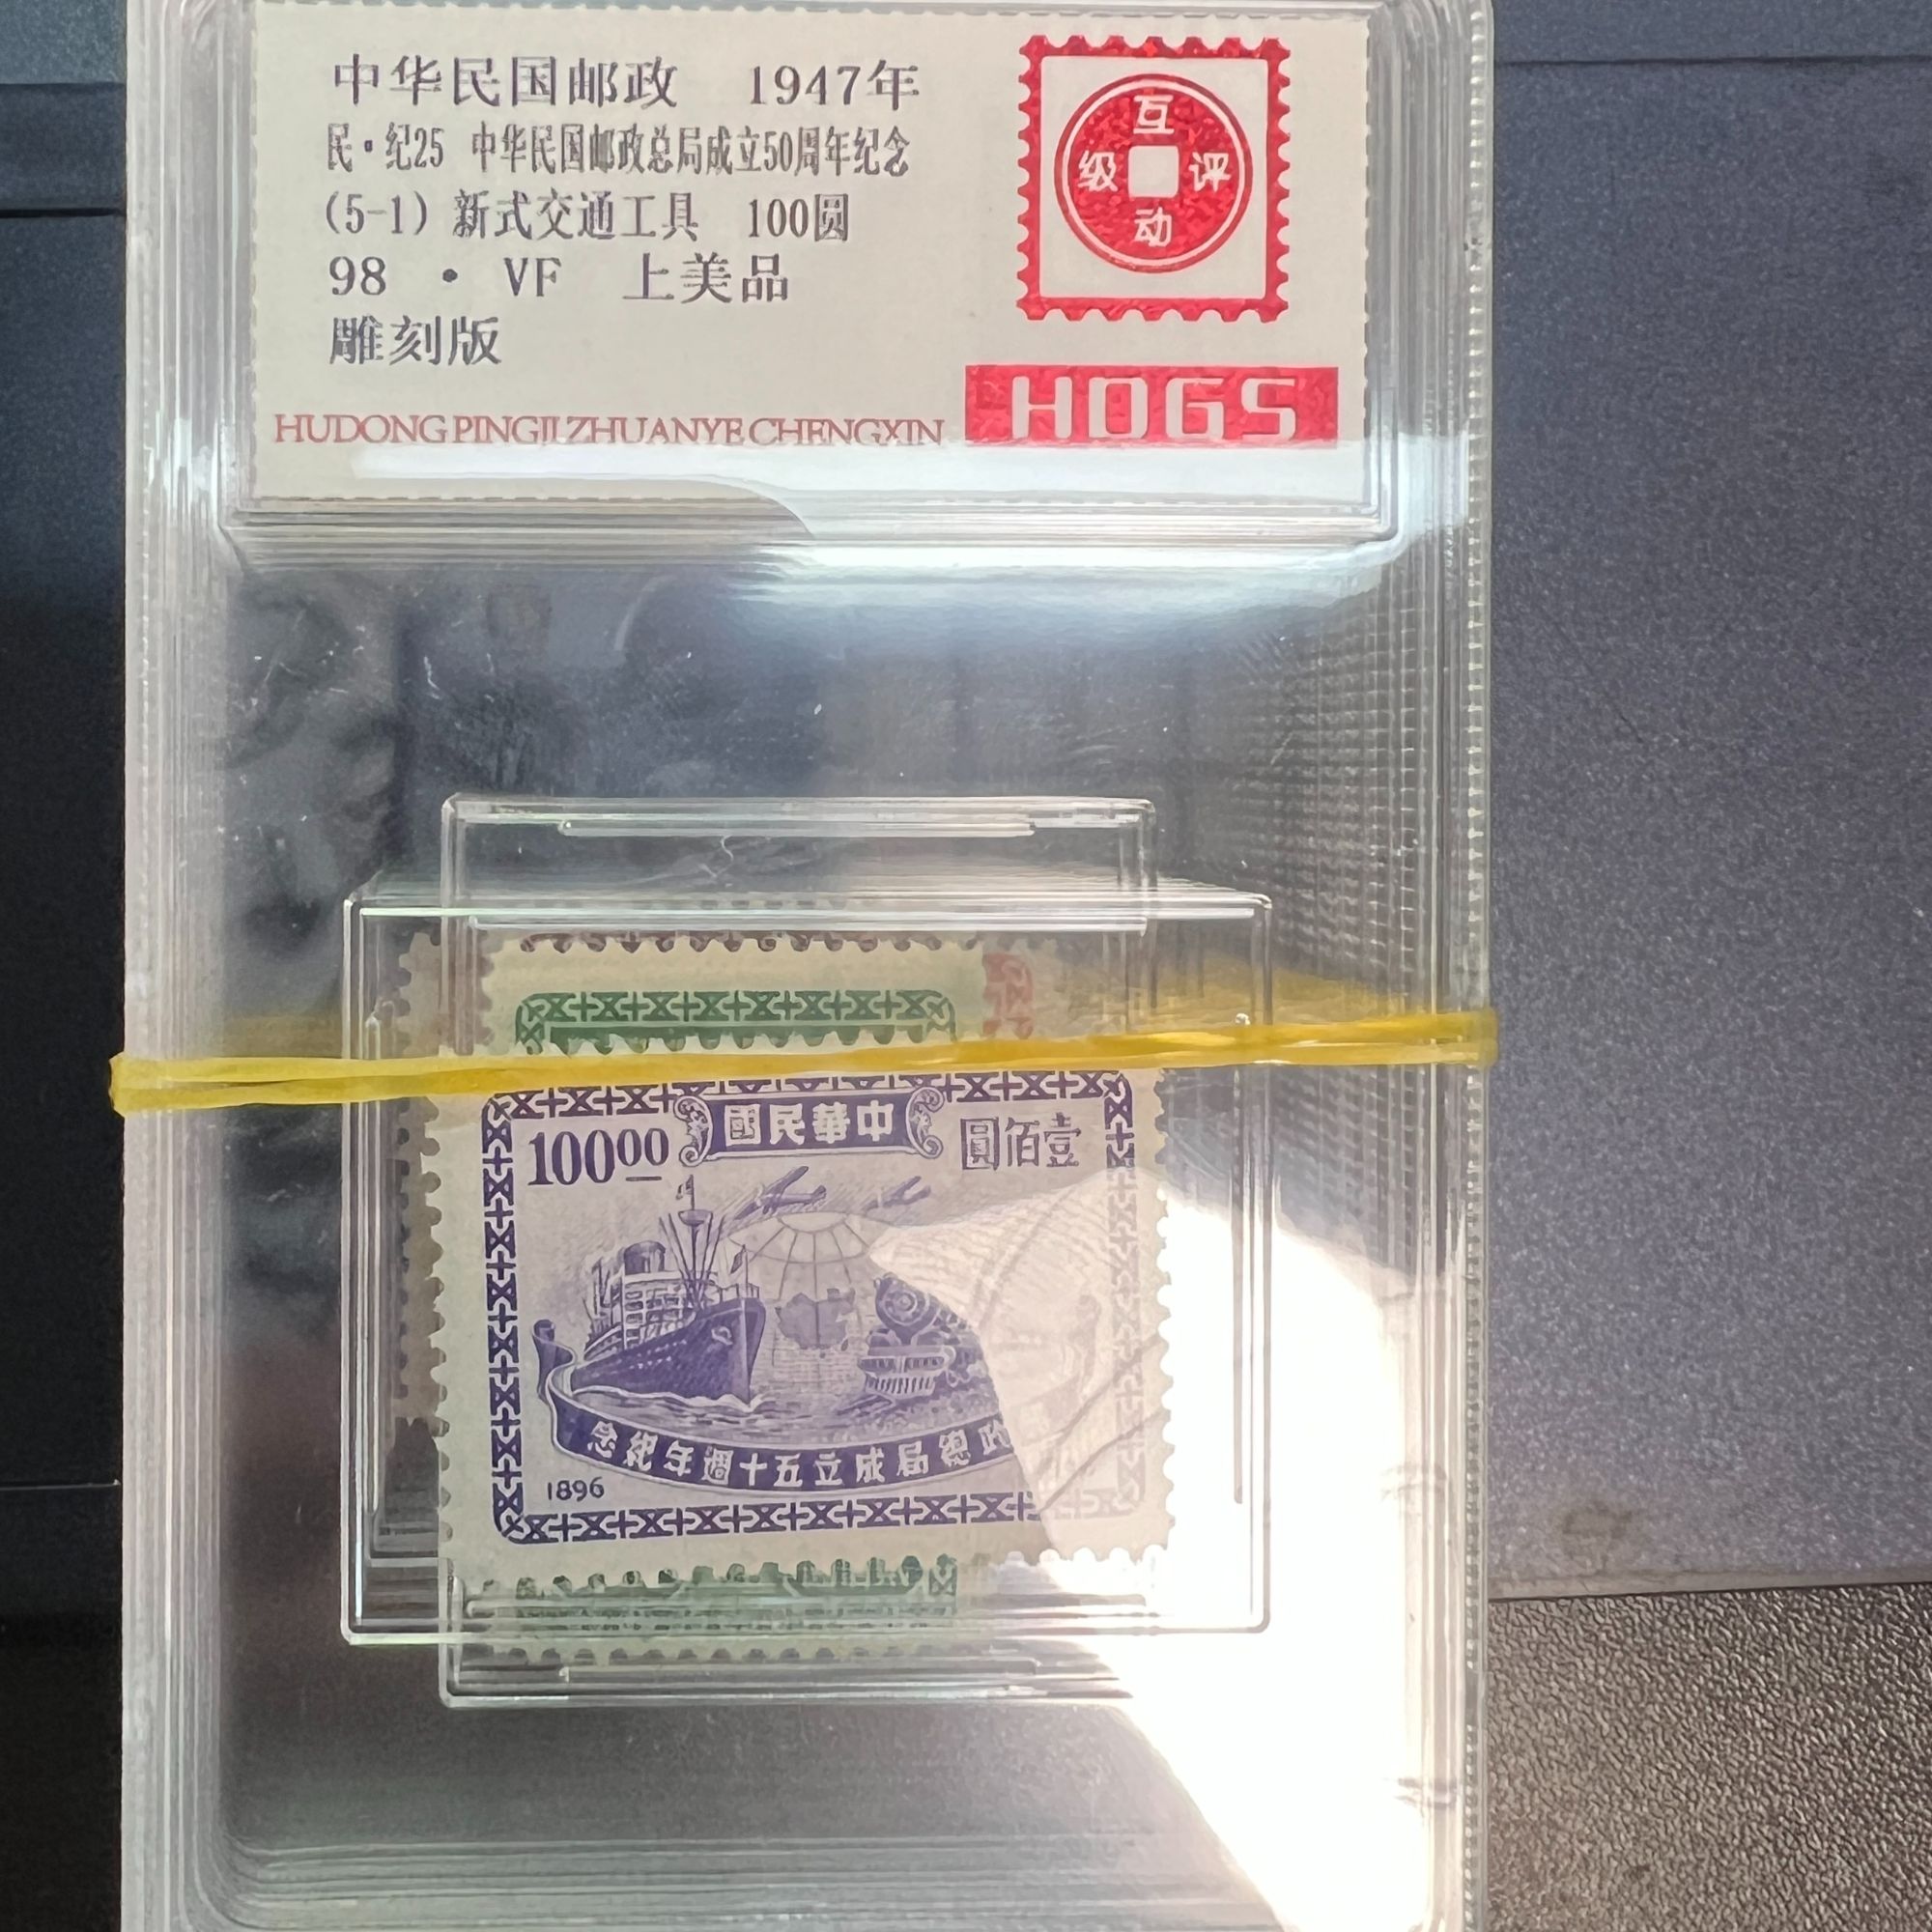 中华民国邮政 1947年
民·纪25 中华民国邮政总局成立50周年纪念
(5-1) 新式交通工具 100圆
98 · VF 上美品
雕刻版
互
级 评
动
HUDONG PINGJI ZHUANYE CHENGXIN
HDGS
10000
國民華中
圓佰壹
念紀年週十五立成局總政
1896